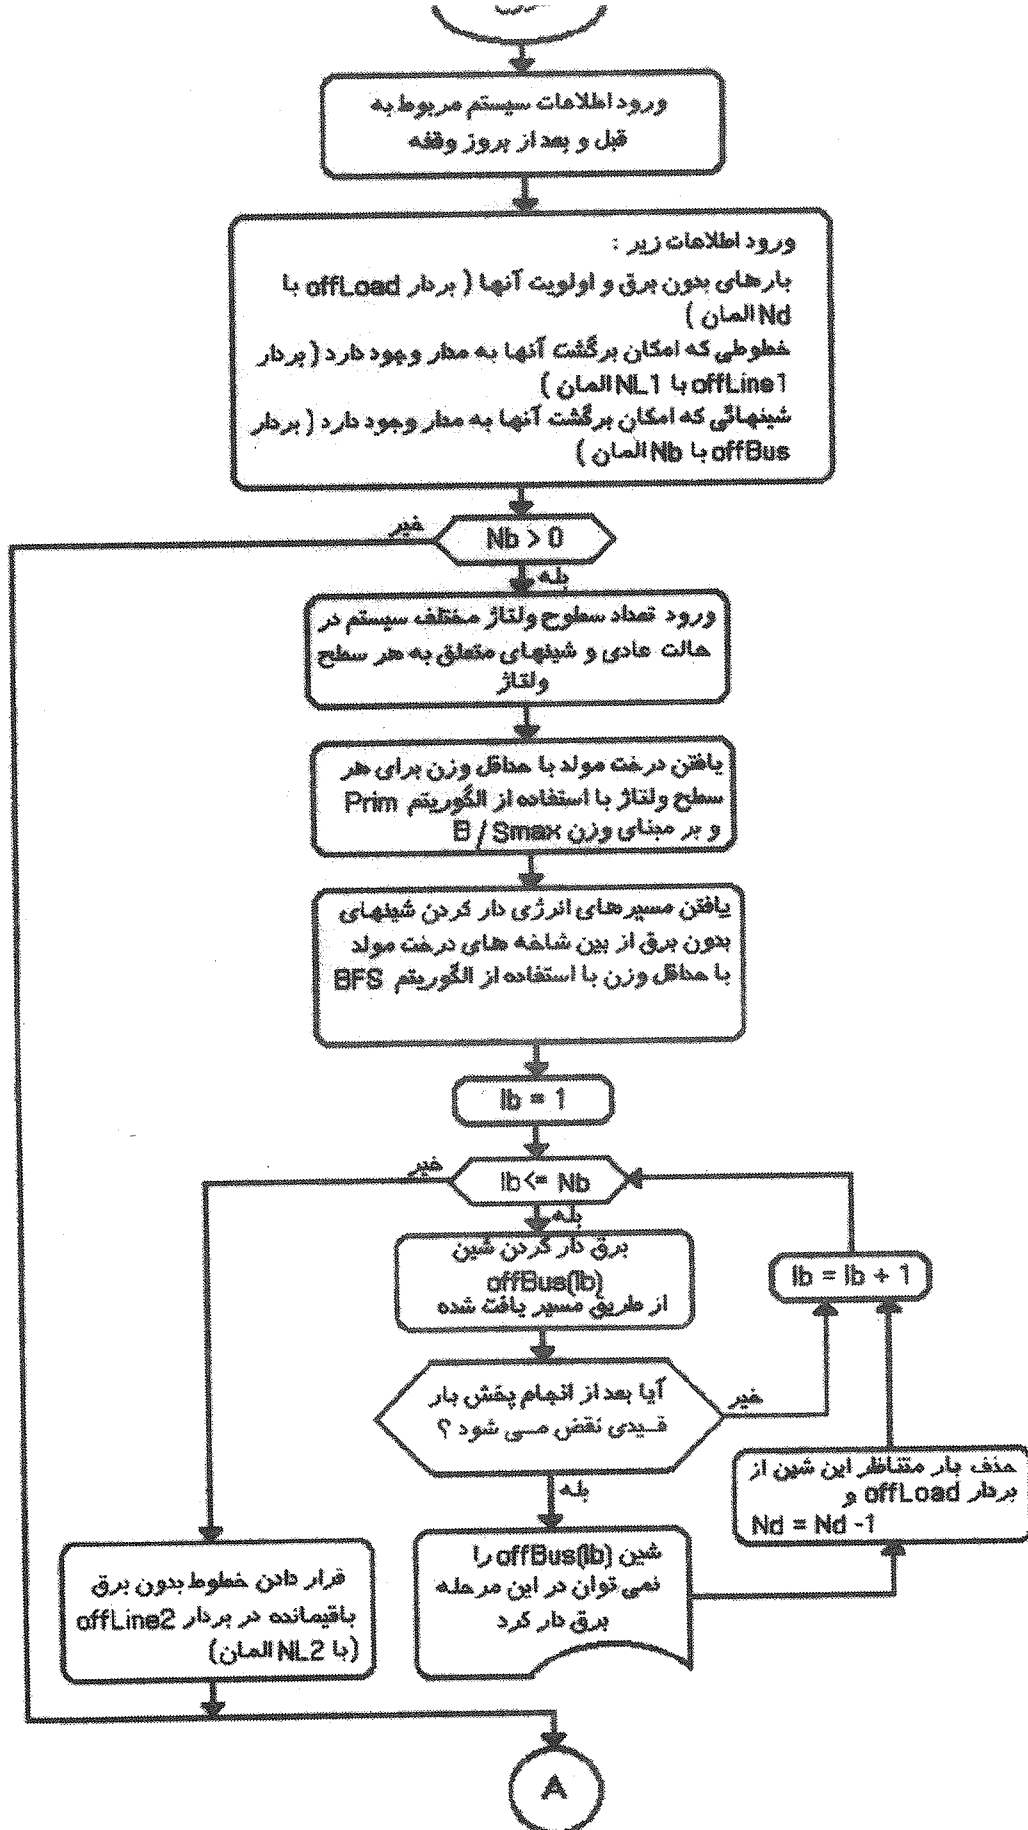 ورود اطلاعات سیستم مربوط به
قبل و بعد از بروز وقفه
ورود اطلاعات زیر :
بارهای بدون برق و اولویت آنها ( بردار offLoad با
Nd المان )
خطوطی که امکان برگشت آنها به مدار وجود دارد ( بردار
offLine1 با NL1 المان )
شینهائی که امکان برگشت آنها به مدار وجود دارد ( بردار
offBus با Nb المان )
Nb > 0
خیر
بله
ورود تعداد سطوح ولتاژ مختلف سیستم در
حالت عادی و شینهای متعلق به هر سطح
ولتاژ
یافتن درخت مولد با حداقل وزن برای هر
سطح ولتاژ با استفاده از الگوریتم Prim
و بر مبنای وزن B / Smax
یافتن مسیرهای انرژی دار کردن شینهای
بدون برق از بین شاخه های درخت مولد
با حداقل وزن با استفاده از الگوریتم BFS
Ib = 1
Ib <= Nb
خیر
بله
برق دار کردن شین
offBus(Ib)
از طریق مسیر یافت شده
Ib = Ib + 1
آیا بعد از انجام پخش بار
قیدی نقض می شود ؟
خیر
بله
حذف بار متناظر این شین از
بردار offLoad و
Nd = Nd -1
شین offBus(Ib) را
نمی توان در این مرحله
برق دار کرد
قرار دادن خطوط بدون برق
باقیمانده در بردار offLine2
(با NL2 المان)
A